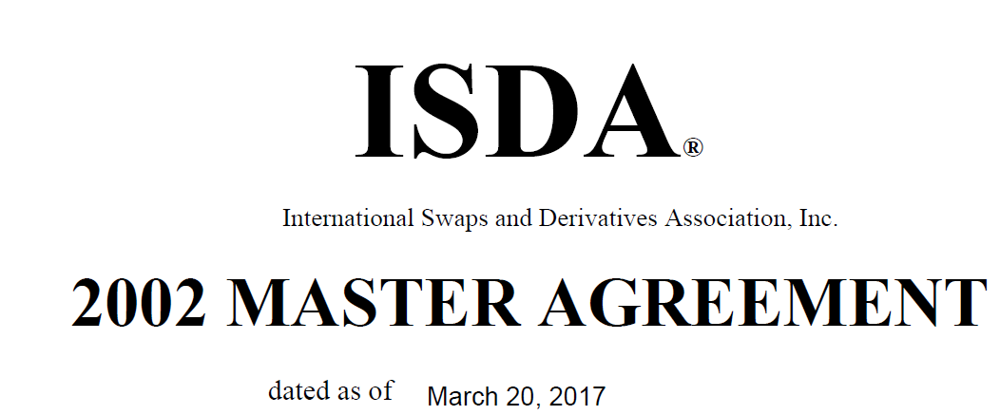 ISDA®
International Swaps and Derivatives Association, Inc.
2002 MASTER AGREEMENT
dated as of March 20, 2017